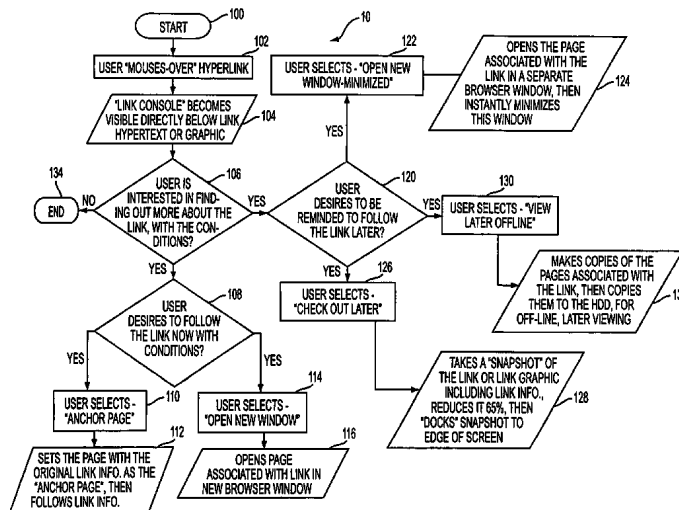 100
START
10
102
USER "MOUSES-OVER" HYPERLINK
"LINK CONSOLE" BECOMES
VISIBLE DIRECTLY BELOW LINK
HYPERTEXT OR GRAPHIC
104
122
USER SELECTS - "OPEN NEW
WINDOW-MINIMIZED"
OPENS THE PAGE
ASSOCIATED WITH THE
LINK IN A SEPARATE
BROWSER WINDOW, THEN
INSTANTLY MINIMIZES
THIS WINDOW
124
YES
134
END
NO
106
USER IS
INTERESTED IN FIND-
ING OUT MORE ABOUT THE
LINK, WITH THE CON-
DITIONS?
YES
120
USER
DESIRES TO BE
REMINDED TO FOLLOW
THE LINK LATER?
YES
130
USER SELECTS - "VIEW
LATER OFFLINE"
YES
YES
126
USER SELECTS -
"CHECK OUT LATER"
MAKES COPIES OF THE
PAGES ASSOCIATED WITH
THE LINK, THEN COPIES
THEM TO THE HDD, FOR
OFF-LINE, LATER VIEWING
108
USER
DESIRES TO FOLLOW
THE LINK NOW WITH
CONDITIONS?
YES
YES
110
USER SELECTS -
"ANCHOR PAGE"
114
USER SELECTS -
"OPEN NEW WINDOW"
TAKES A "SNAPSHOT" OF
THE LINK OR LINK GRAPHIC
INCLUDING LINK INFO.,
REDUCES IT 65%, THEN
"DOCKS" SNAPSHOT TO
EDGE OF SCREEN
128
112
SETS THE PAGE WITH THE
ORIGINAL LINK INFO. AS THE
"ANCHOR PAGE", THEN
FOLLOWS LINK INFO.
116
OPENS PAGE
ASSOCIATED WITH LINK IN
NEW BROWSER WINDOW